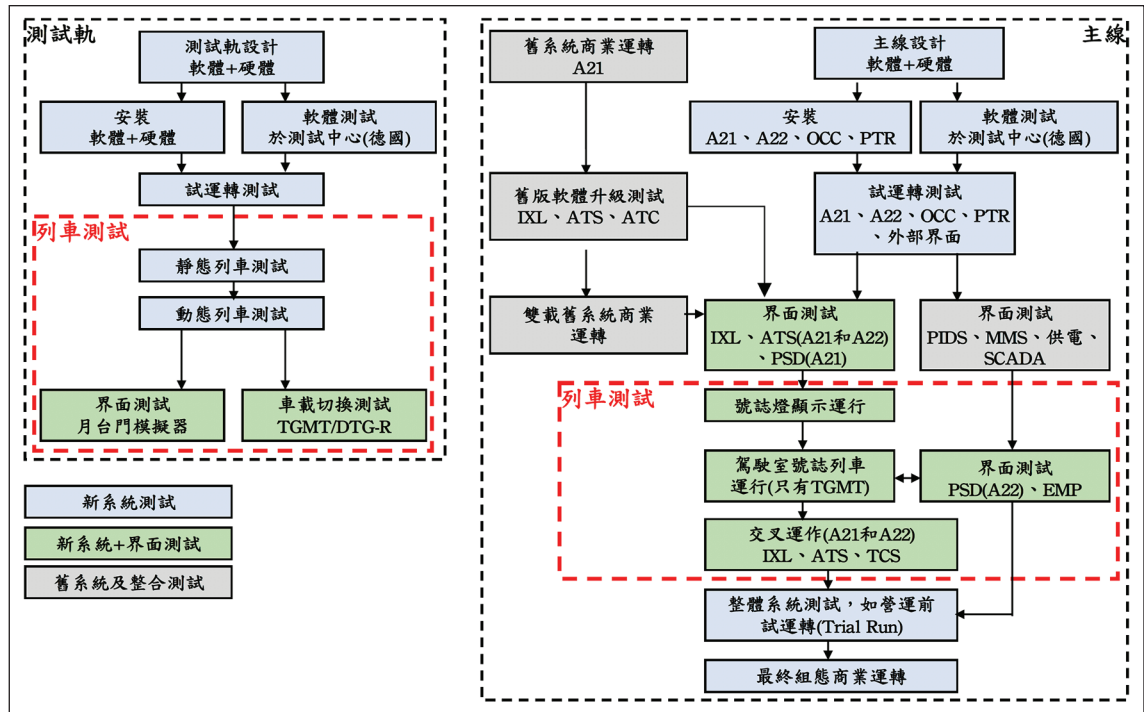 測試軌
測試軌設計
軟體+硬體
安裝
軟體+硬體
軟體測試
於測試中心(德國)
試運轉測試
列車測試
靜態列車測試
動態列車測試
界面測試
月台門模擬器
車載切換測試
TGMT/DTG-R
新系統測試
新系統+界面測試
舊系統及整合測試
主線
舊系統商業運轉
A21
主線設計
軟體+硬體
安裝
A21、A22、OCC、PTR
軟體測試
於測試中心(德國)
舊版軟體升級測試
IXL、ATS、ATC
試運轉測試
A21、A22、OCC、PTR
、外部界面
雙載舊系統商業
運轉
界面測試
IXL、ATS(A21和A22)
、PSD(A21)
界面測試
PIDS、MMS、供電、
SCADA
列車測試
號誌燈顯示運行
駕駛室號誌列車
運行(只有TGMT)
界面測試
PSD(A22)、EMP
交叉運作(A21和A22)
IXL、ATS、TCS
整體系統測試，如營運前
試運轉(Trial Run)
最終組態商業運轉